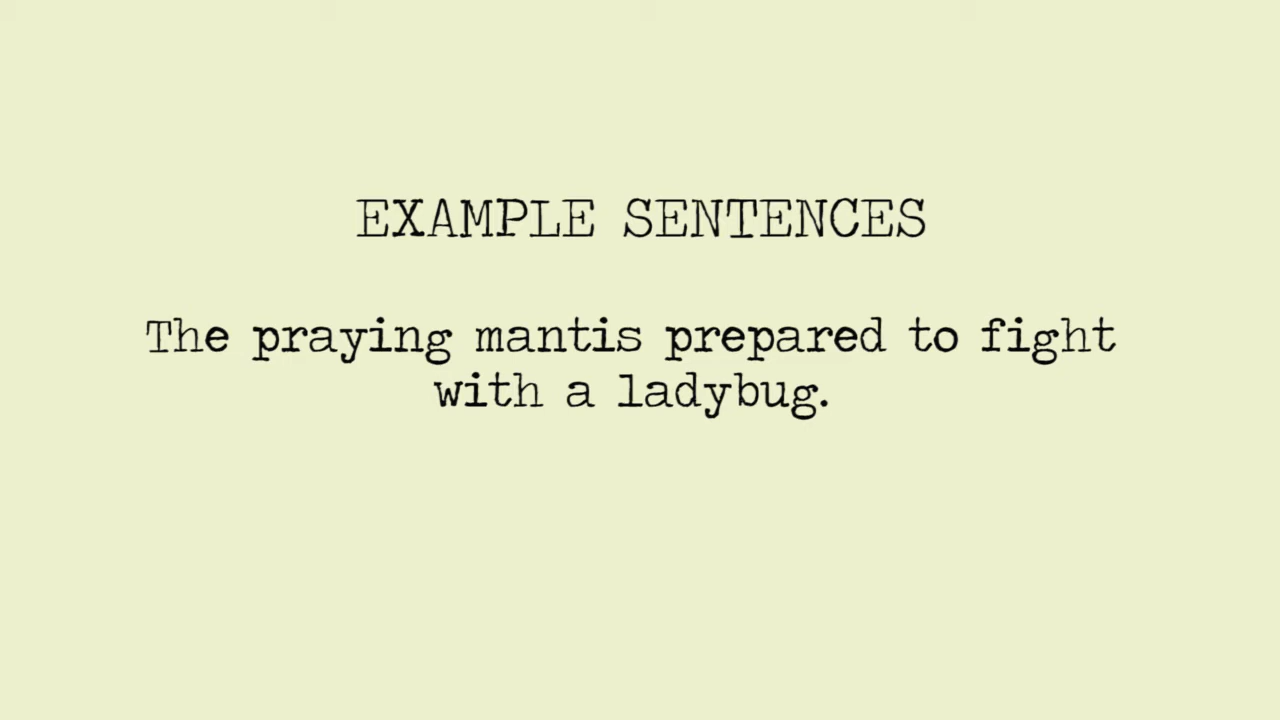 EXAMPLE SENTENCES
The praying mantis prepared to fight
with a ladybug.